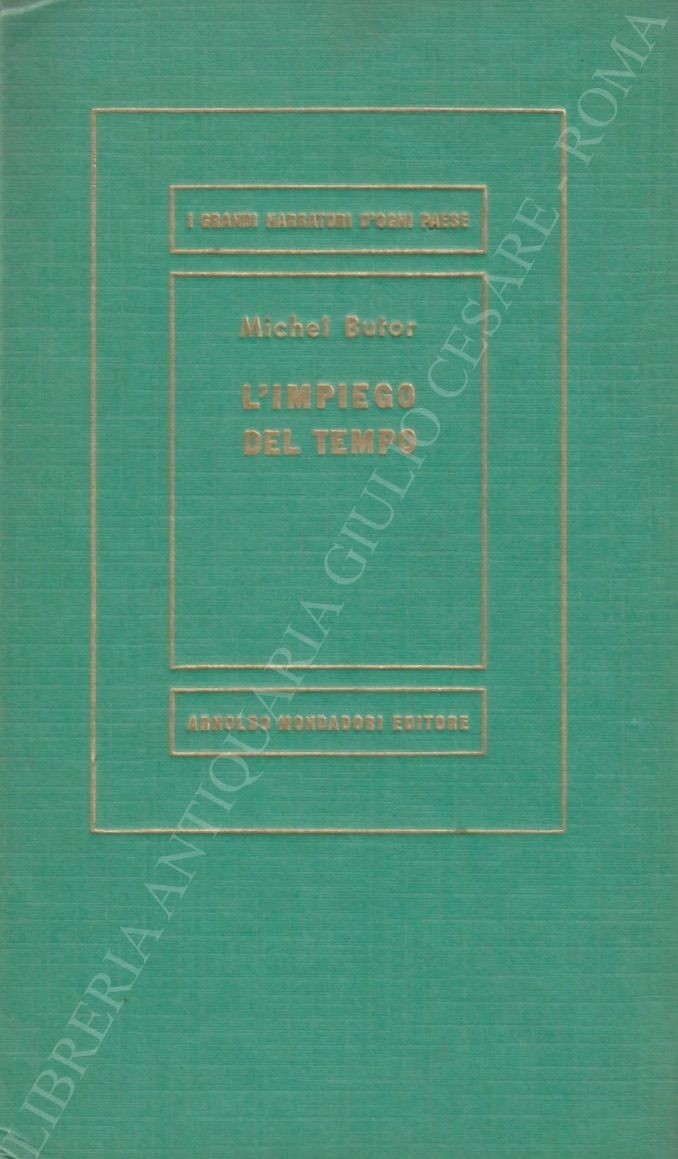 I GRANDI NARRATORI D'OGNI PAESE
Michel Butor
L'IMPIEGO
DEL TEMPO
ARNOLDO MONDADORI EDITORE
LIBRERIA ANTIQUARIA GIULIO CESARE - ROMA